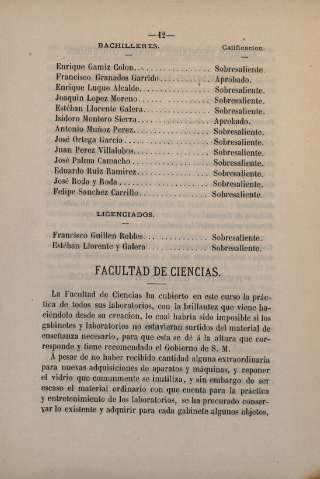 —12—
BACHILLERES. Calificacion.
Enrique Gamiz Colon. Sobresaliente.
Francisco Granados Garrido. Aprobado.
Enrique Luque Alcalde. Sobresaliente.
Joaquin Lopez Moreno. Sobresaliente.
Estéban Llorente Galera. Sobresaliente.
Isidoro Montero Sierra. Aprobado.
Antonio Muñoz Perez. Sobresaliente.
José Ortega García. Sobresaliente.
Juan Perez Villalobos. Sobresaliente.
José Palma Camacho. Sobresaliente.
Eduardo Ruiz Ramirez. Sobresaliente.
José Roda y Roda. Sobresaliente.
Felipe Sanchez Carrillo. Sobresaliente.
LICENCIADOS.
Francisco Guillen Robles. Sobresaliente.
Estéban Llorente y Galera. Sobresaliente.
FACULTAD DE CIENCIAS.
La Facultad de Ciencias ha cubierto en este curso la prác-
tica de todos sus laboratorios, con la brillantez que viene ha-
ciéndolo desde su creacion, lo cual habria sido imposible si los
gabinetes y laboratorios no estuvieran surtidos del material de
enseñanza necesario, para que esta se dé á la altura que cor-
responde y tiene recomendado el Gobierno de S. M.
Á pesar de no haber recibido cantidad alguna extraordinaria
para nuevas adquisiciones de aparatos y máquinas, y reponer
el vidrio que comunmente se inutiliza, y sin embargo de ser
escaso el material ordinario con que cuenta para la práctica
y entretenimiento de los laboratorios, se ha procurado conser-
var lo existente y adquirir para cada gabinete algunos objetos,